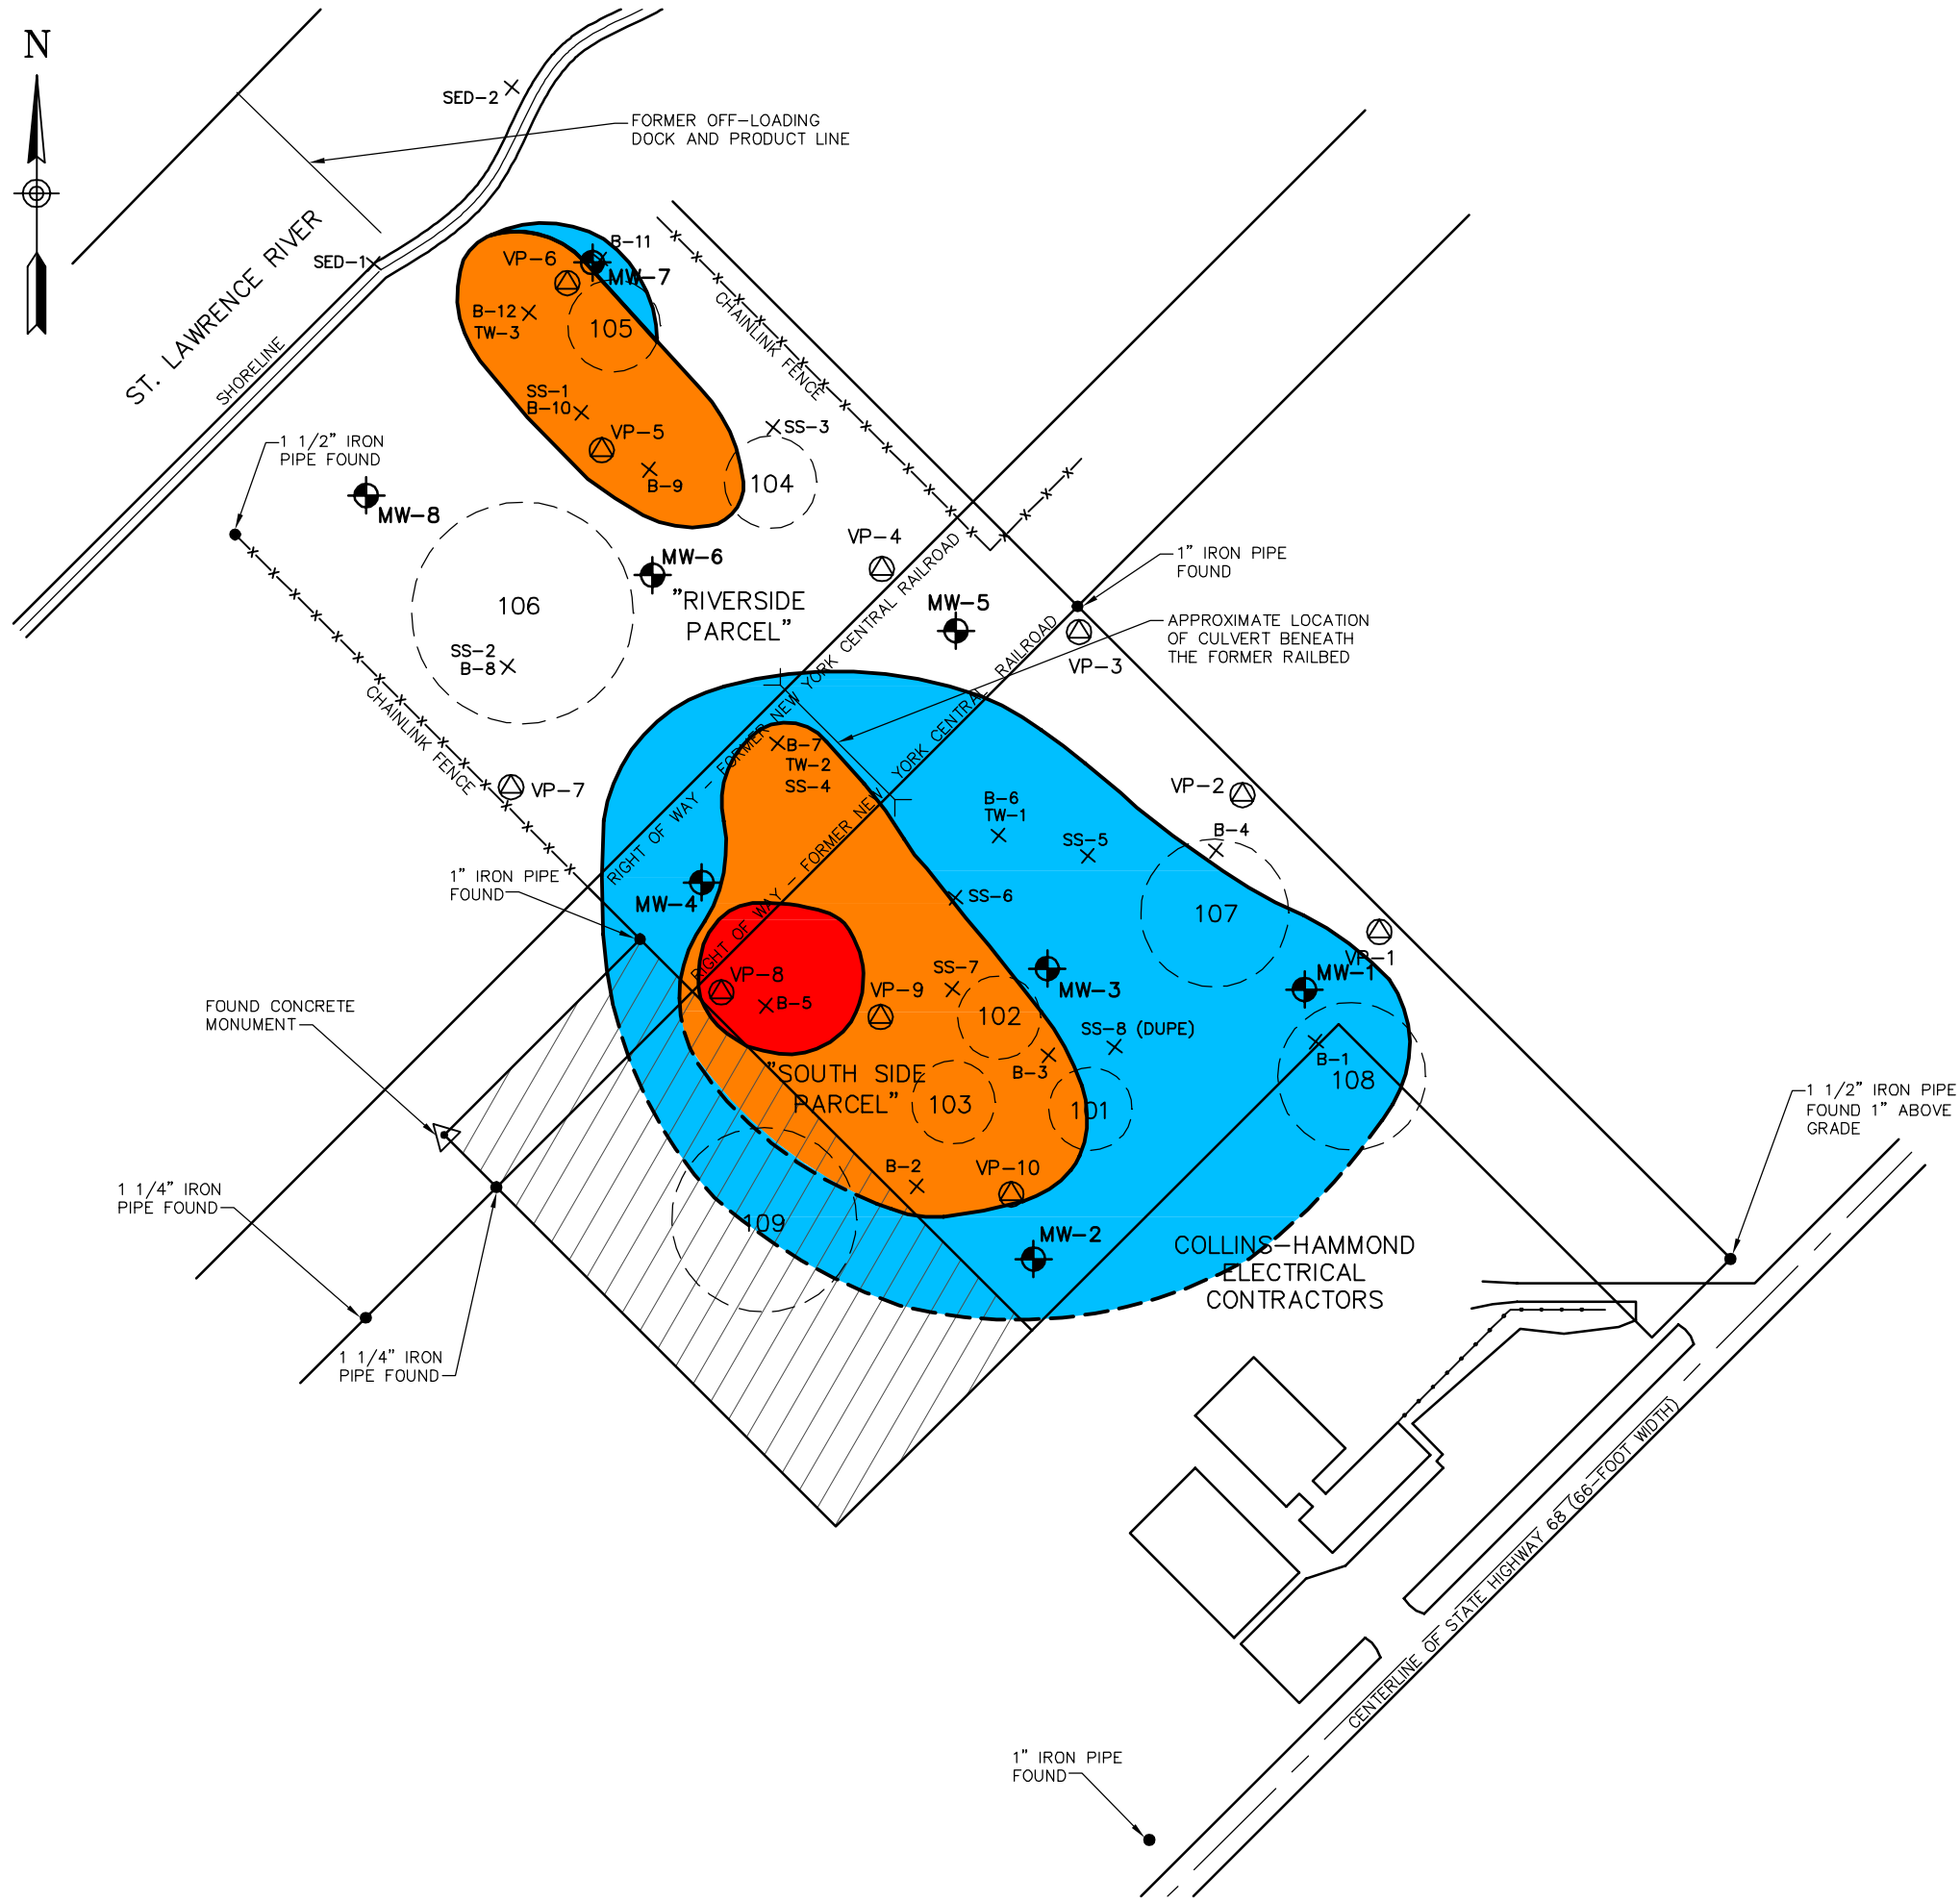 N
SED-2
FORMER OFF-LOADING
DOCK AND PRODUCT LINE
ST. LAWRENCE RIVER
SED-1
SHORELINE
VP-6
B-11
MW-7
B-12
TW-3
105
CHAINLINK FENCE
SS-1
B-10
VP-5
B-9
SS-3
104
1 1/2" IRON
PIPE FOUND
MW-8
MW-6
VP-4
106
"RIVERSIDE
PARCEL"
MW-5
1" IRON PIPE
FOUND
APPROXIMATE LOCATION
OF CULVERT BENEATH
THE FORMER RAILBED
VP-3
SS-2
B-8
CHAINLINK FENCE
VP-7
RIGHT OF WAY - FORMER NEW YORK CENTRAL RAILROAD
RIGHT OF WAY - FORMER NEW YORK CENTRAL RAILROAD
B-7
TW-2
SS-4
B-6
TW-1
SS-5
VP-2
B-4
1" IRON PIPE
FOUND
MW-4
SS-6
107
VP-1
MW-1
VP-8
B-5
VP-9
SS-7
MW-3
102
SS-8 (DUPE)
B-3
B-1
108
FOUND CONCRETE
MONUMENT
"SOUTH SIDE
PARCEL"
103
101
1 1/2" IRON PIPE
FOUND 1" ABOVE
GRADE
B-2
VP-10
1 1/4" IRON
PIPE FOUND
109
MW-2
COLLINS-HAMMOND
ELECTRICAL
CONTRACTORS
1 1/4" IRON
PIPE FOUND
CENTERLINE OF STATE HIGHWAY 68 (66-FOOT WIDTH)
1" IRON PIPE
FOUND